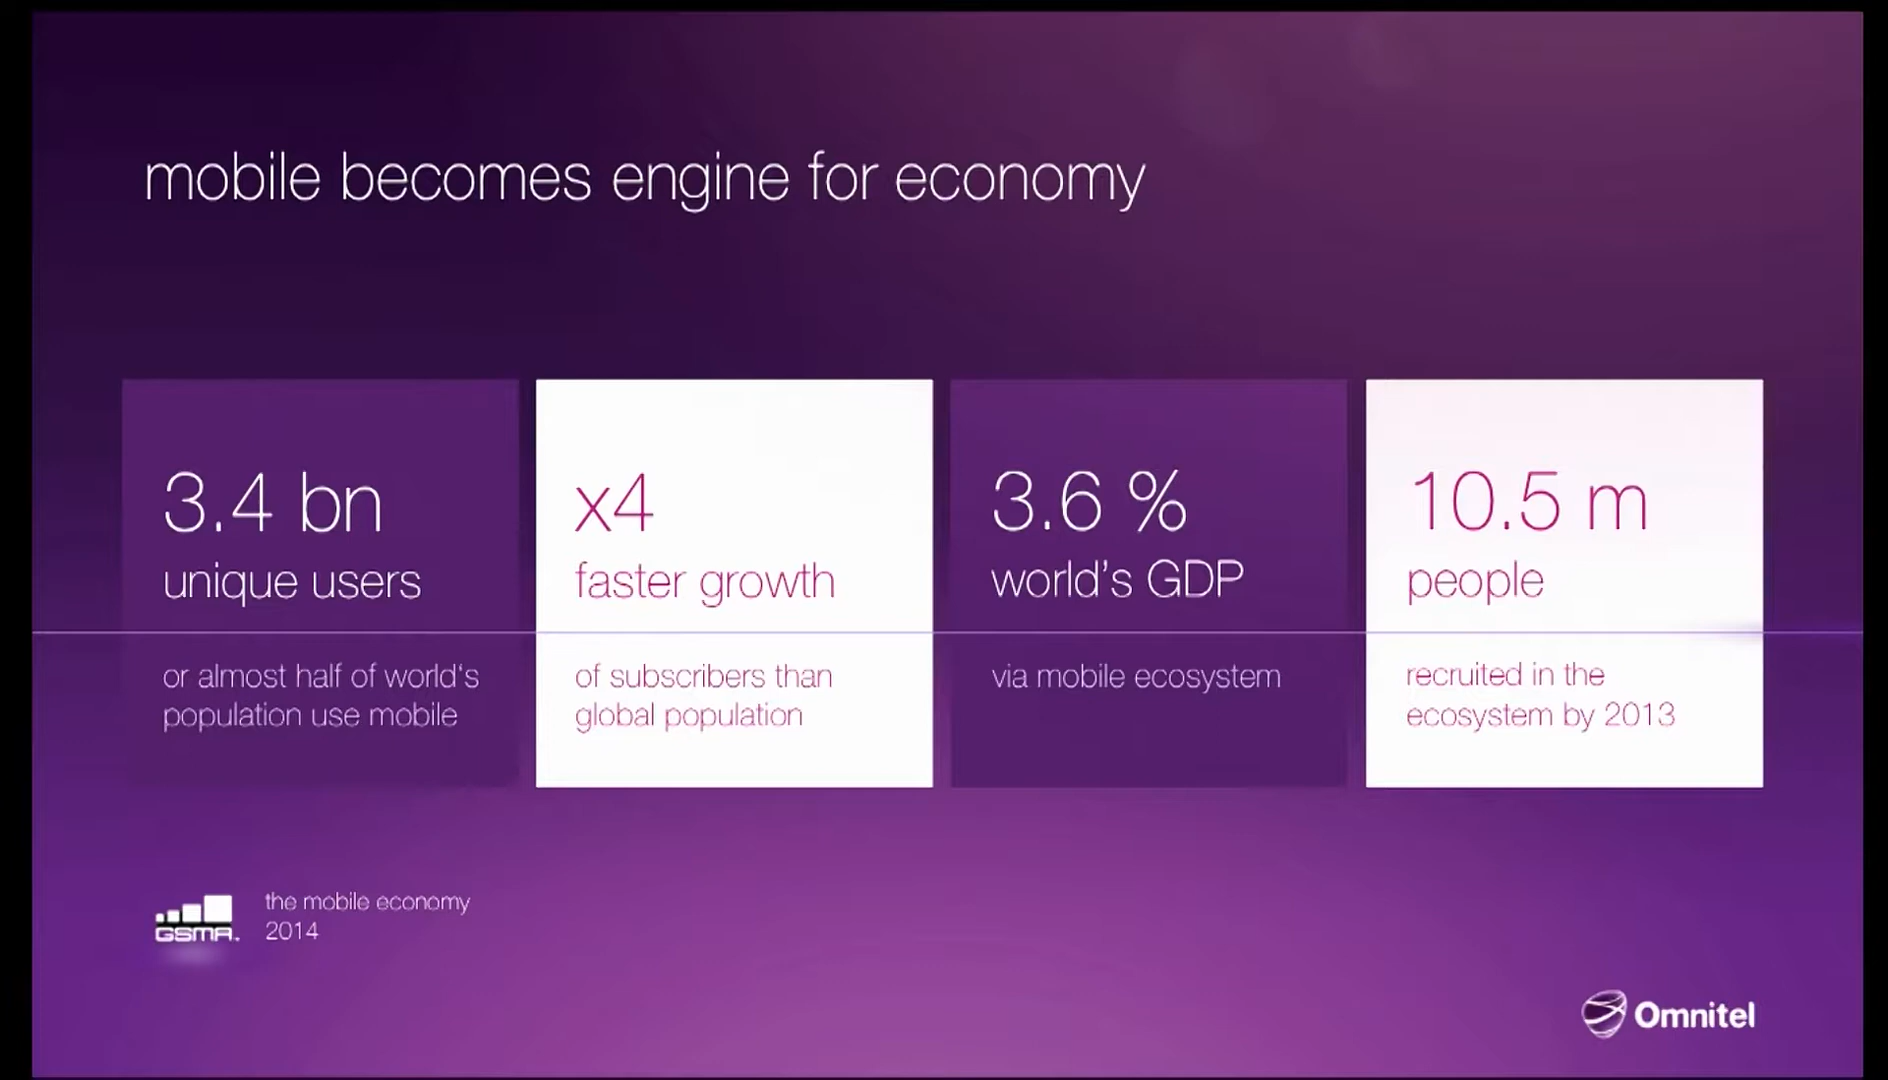 mobile becomes engine for economy
3.4 bn
unique users
or almost half of world's
population use mobile
x4
faster growth
of subscribers than
global population
3.6 %
world's GDP
via mobile ecosystem
10.5 m
people
recruited in the
ecosystem by 2013
GSMA™
the mobile economy
2014
Omnitel